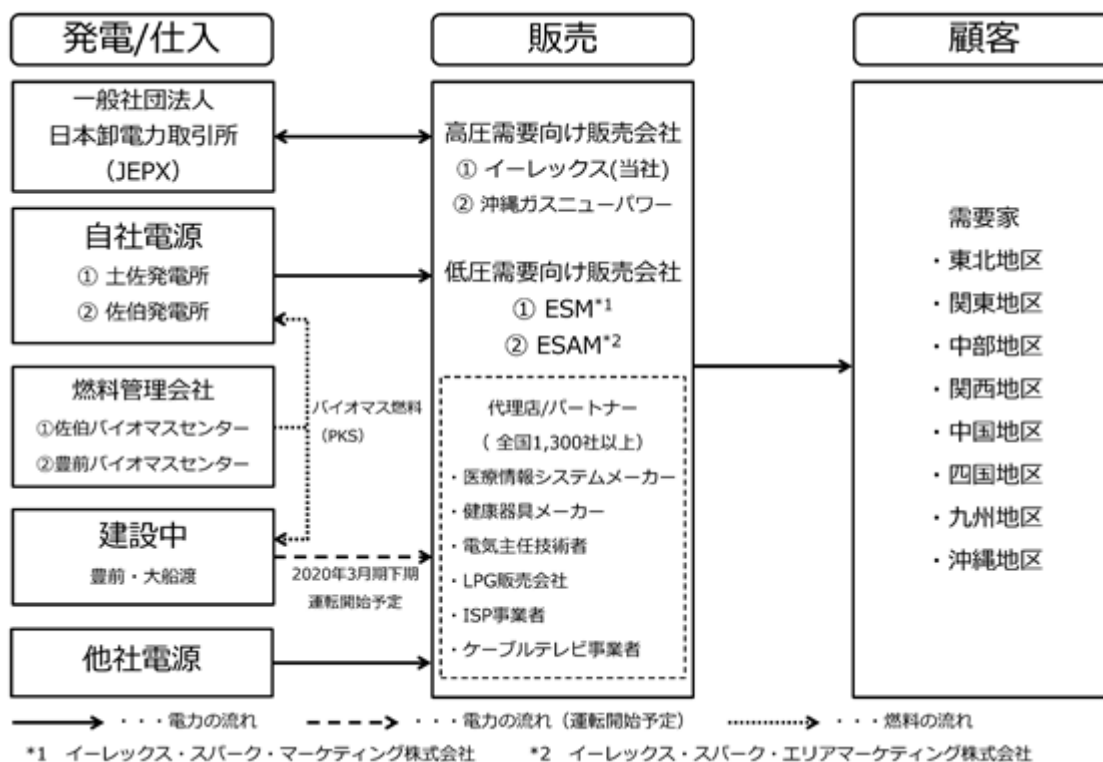 発電/仕入
販売
顧客
一般社団法人
日本卸電力取引所
（JEPX）
自社電源
① 土佐発電所
② 佐伯発電所
燃料管理会社
①佐伯バイオマスセンター
②豊前バイオマスセンター
バイオマス燃料
（PKS）
建設中
豊前・大船渡
2020年3月期下期
運転開始予定
他社電源
高圧需要向け販売会社
① イーレックス(当社)
② 沖縄ガスニューパワー
低圧需要向け販売会社
① ESM*1
② ESAM*2
代理店/パートナー
（ 全国1,300社以上）
・医療情報システムメーカー
・健康器具メーカー
・電気主任技術者
・LPG販売会社
・ISP事業者
・ケーブルテレビ事業者
需要家
・東北地区
・関東地区
・中部地区
・関西地区
・中国地区
・四国地区
・九州地区
・沖縄地区
・・・電力の流れ
・・・電力の流れ（運転開始予定）
・・・燃料の流れ
*1 イーレックス・スパーク・マーケティング株式会社
*2 イーレックス・スパーク・エリアマーケティング株式会社